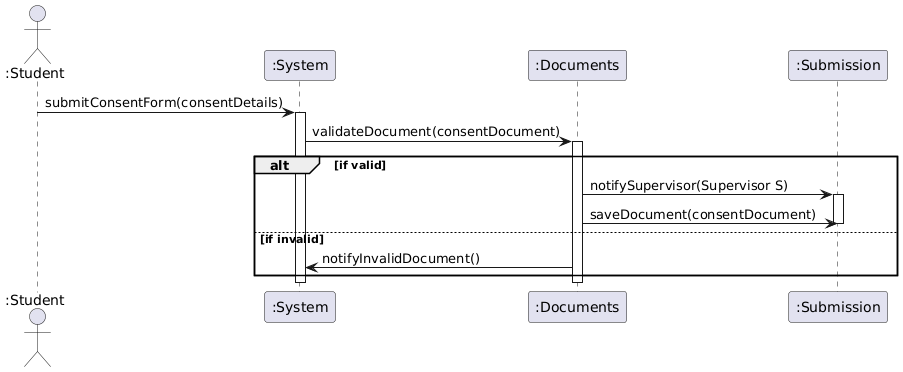 :Student
:System
:Documents
:Submission
submitConsentForm(consentDetails)
validateDocument(consentDocument)
alt
[if valid]
notifySupervisor(Supervisor S)
saveDocument(consentDocument)
[if invalid]
notifyInvalidDocument()
:Student
:System
:Documents
:Submission